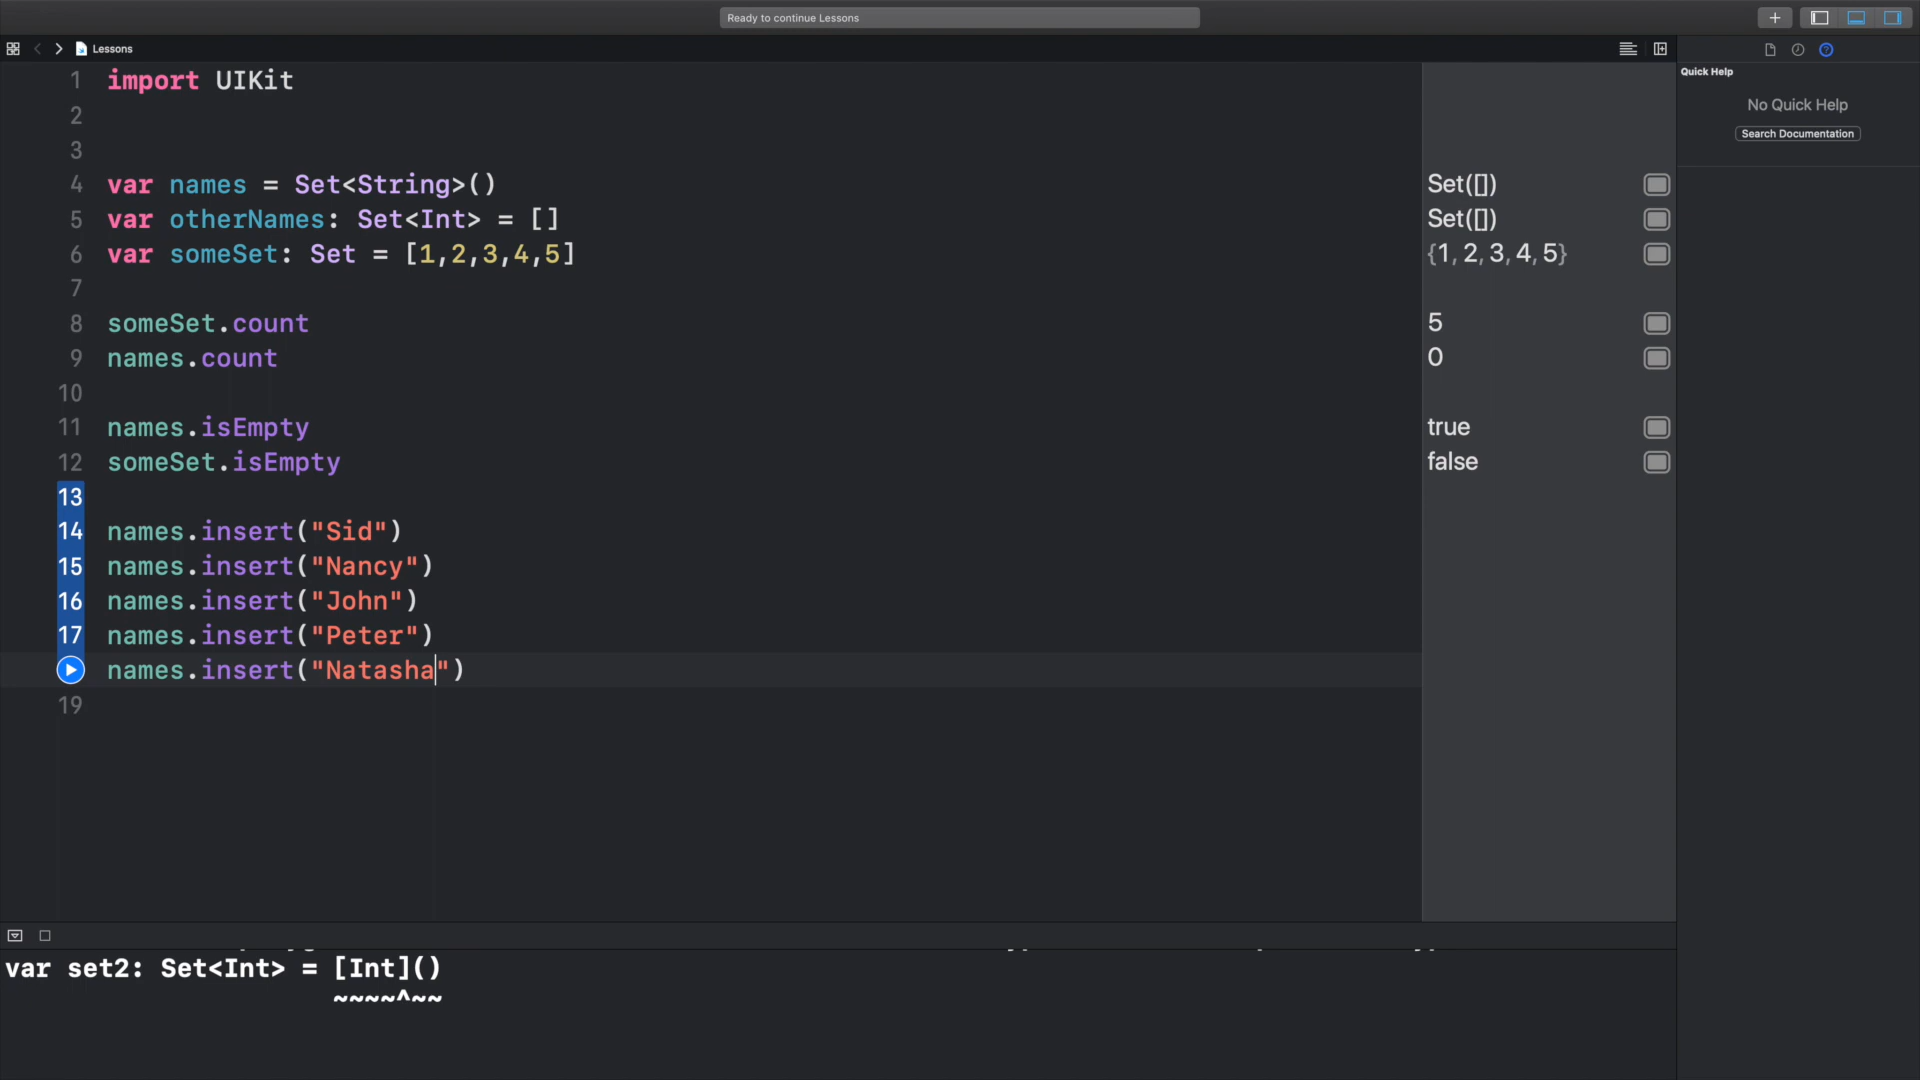 Ready to continue Lessons
Lessons
1 import UIKit
2
3
4 var names = Set<String>()
5 var otherNames: Set<Int> = []
6 var someSet: Set = [1,2,3,4,5]
7
8 someSet.count
9 names.count
10
11 names.isEmpty
12 someSet.isEmpty
13
14 names.insert("Sid")
15 names.insert("Nancy")
16 names.insert("John")
17 names.insert("Peter")
names.insert("Natasha")
19
Set([])
Set([])
{1, 2, 3, 4, 5}
5
0
true
false
Quick Help
No Quick Help
Search Documentation
var set2: Set<Int> = [Int]()
~~~~^~~